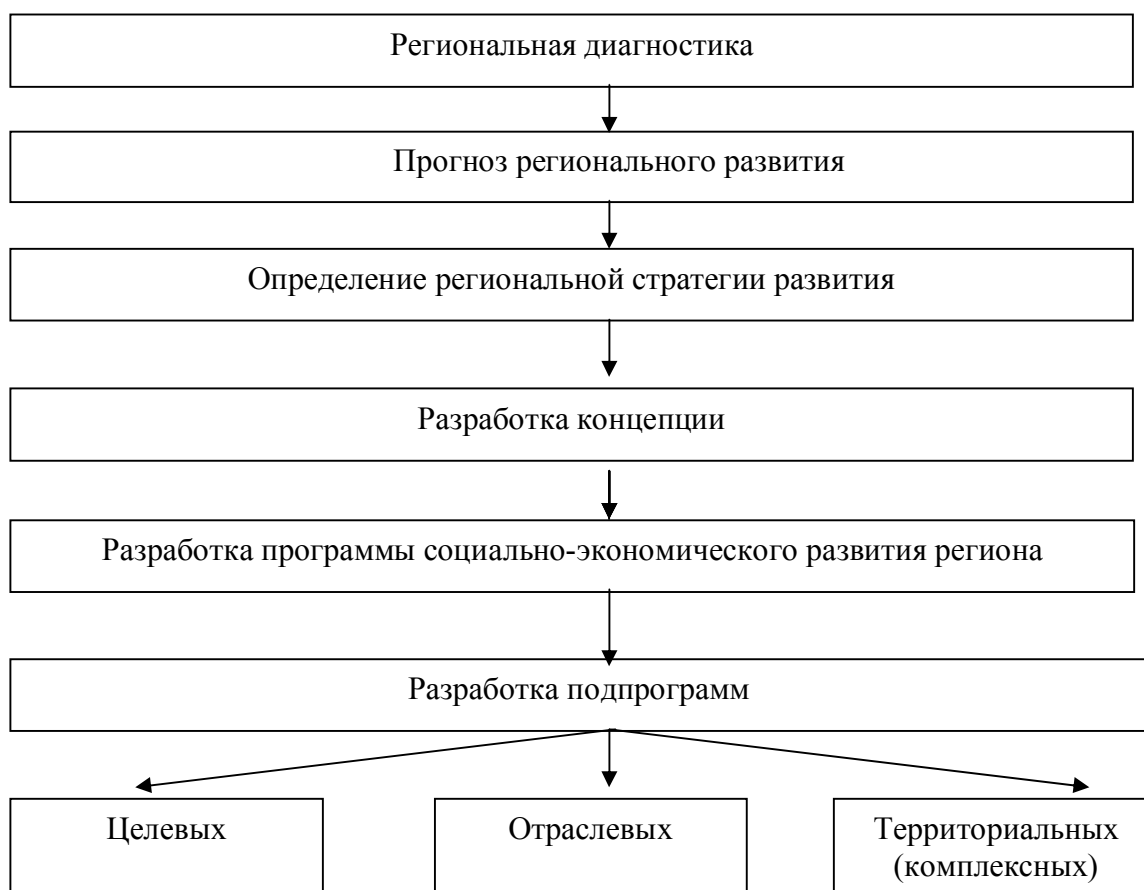 Региональная диагностика
Прогноз регионального развития
Определение региональной стратегии развития
Разработка концепции
Разработка программы социально-экономического развития региона
Разработка подпрограмм
Целевых
Отраслевых
Территориальных
(комплексных)